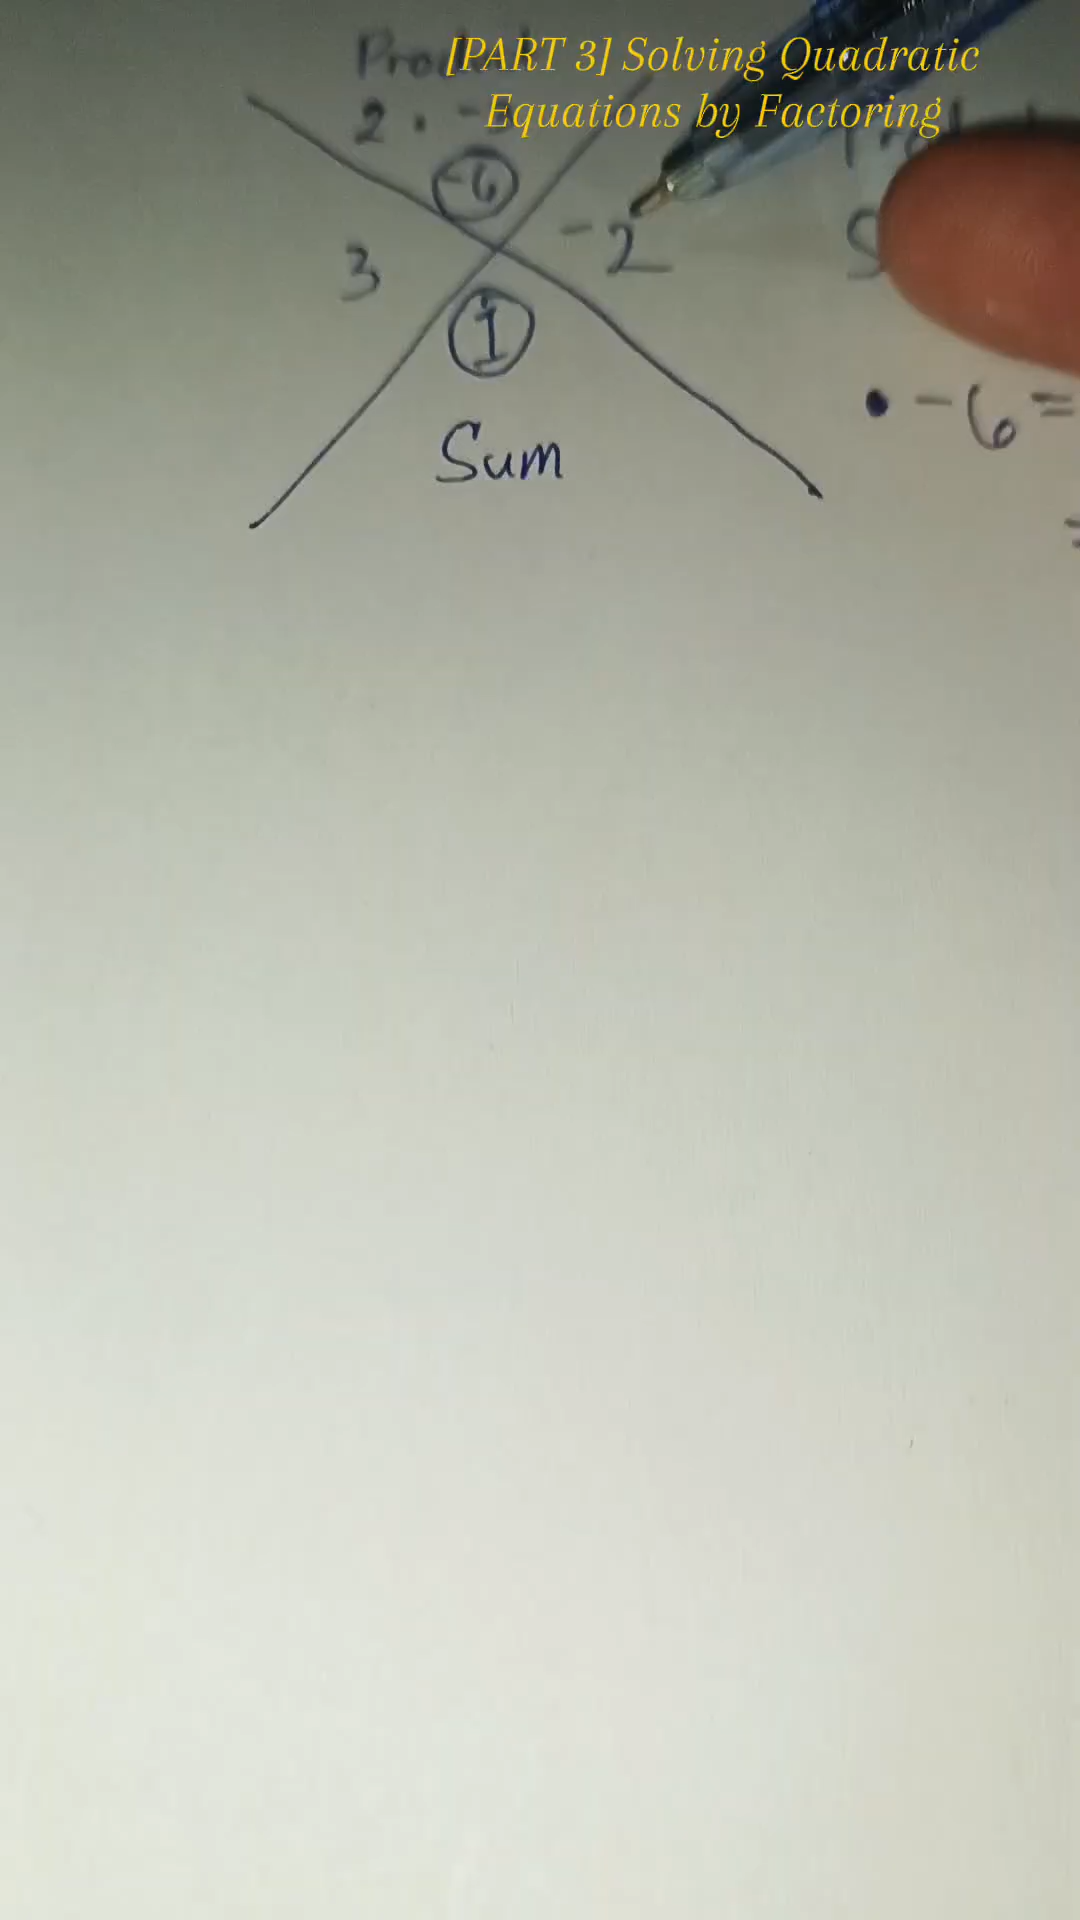 [PART 3] Solving Quadratic
Equations by Factoring
2 · -
-6
3
-2
1
Sum
• -6 =